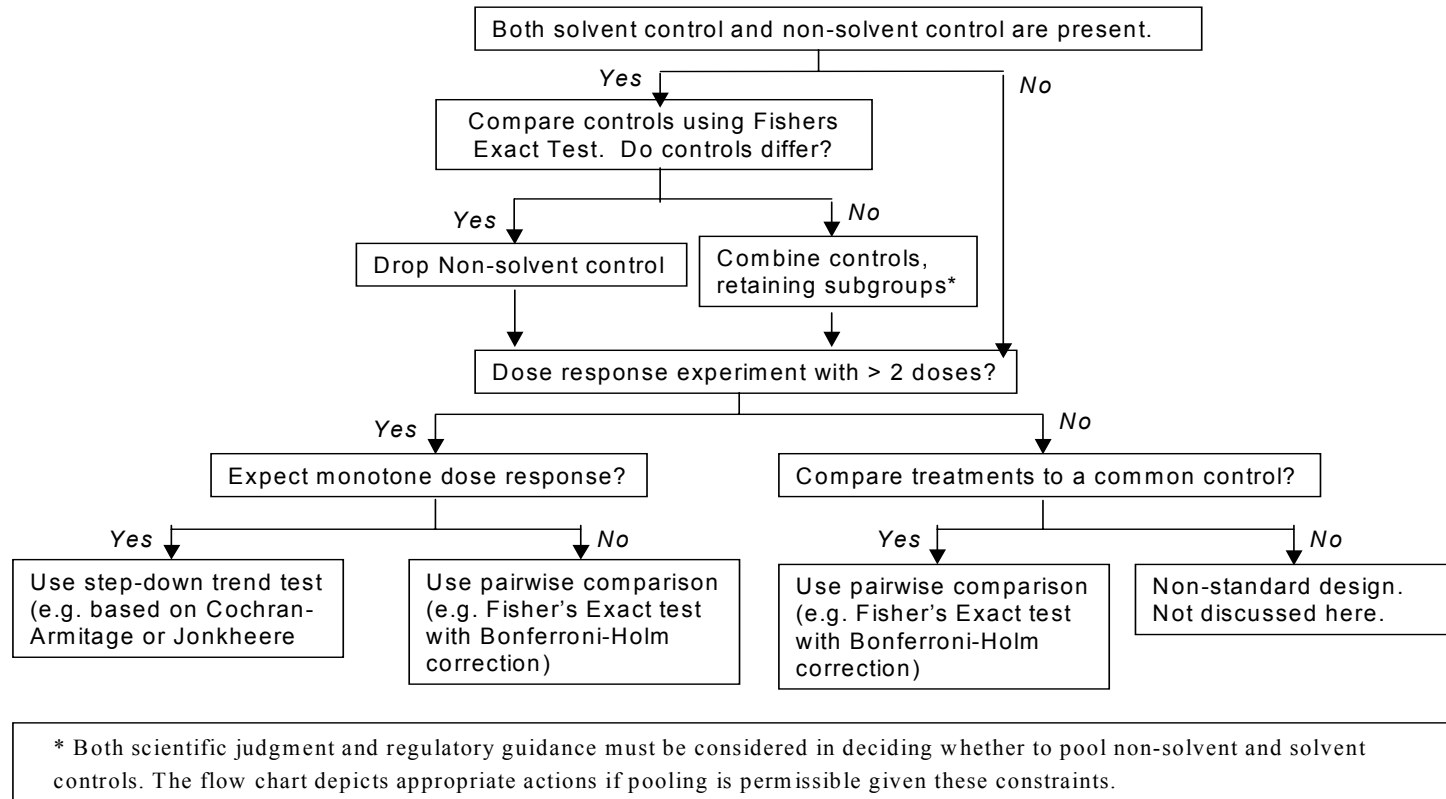 Both solvent control and non-solvent control are present.
Yes
No
Compare controls using Fishers
Exact Test. Do controls differ?
Yes
No
Drop Non-solvent control
Combine controls,
retaining subgroups*
Dose response experiment with > 2 doses?
Yes
No
Expect monotone dose response?
Compare treatments to a common control?
Yes
No
Yes
No
Use step-down trend test
(e.g. based on Cochran-
Armitage or Jonkheere
Use pairwise comparison
(e.g. Fisher's Exact test
with Bonferroni-Holm
correction)
Use pairwise comparison
(e.g. Fisher's Exact test
with Bonferroni-Holm
correction)
Non-standard design.
Not discussed here.
* Both scientific judgment and regulatory guidance must be considered in deciding whether to pool non-solvent and solvent
controls. The flow chart depicts appropriate actions if pooling is permissible given these constraints.